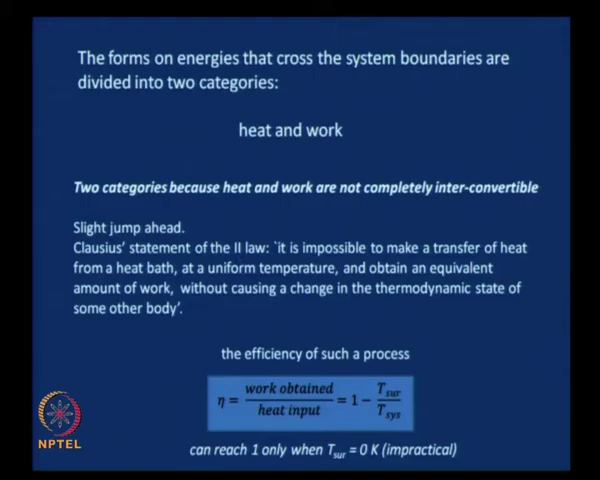 The forms on energies that cross the system boundaries are
divided into two categories:
heat and work
Two categories because heat and work are not completely inter-convertible
Slight jump ahead.
Clausius' statement of the II law: `it is impossible to make a transfer of heat
from a heat bath, at a uniform temperature, and obtain an equivalent
amount of work, without causing a change in the thermodynamic state of
some other body'.
the efficiency of such a process
η = work obtained / heat input = 1 − T_sur / T_sys
can reach 1 only when T_sur = 0 K (impractical)
NPTEL